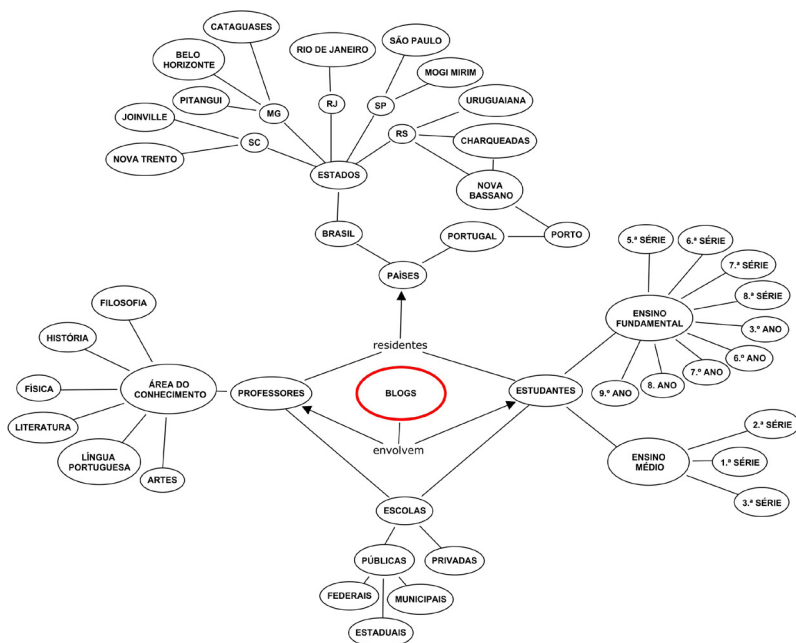 CATAGUASES
BELO
HORIZONTE
RIO DE JANEIRO
SÃO PAULO
MOGI MIRIM
PITANGUI
JOINVILLE
NOVA TRENTO
MG
RJ
SP
URUGUAIANA
SC
RS
CHARQUEADAS
ESTADOS
NOVA
BASSANO
BRASIL
PORTUGAL
PORTO
PAÍSES
residentes
FILOSOFIA
HISTÓRIA
FÍSICA
LITERATURA
LÍNGUA
PORTUGUESA
ARTES
ÁREA DO
CONHECIMENTO
PROFESSORES
BLOGS
envolvem
ESTUDANTES
5.ª SÉRIE
6.ª SÉRIE
7.ª SÉRIE
8.ª SÉRIE
3.º ANO
6.º ANO
7.º ANO
8. ANO
9.º ANO
ENSINO
FUNDAMENTAL
ENSINO
MÉDIO
2.ª SÉRIE
1.ª SÉRIE
3.ª SÉRIE
ESCOLAS
PÚBLICAS
PRIVADAS
FEDERAIS
MUNICIPAIS
ESTADUAIS